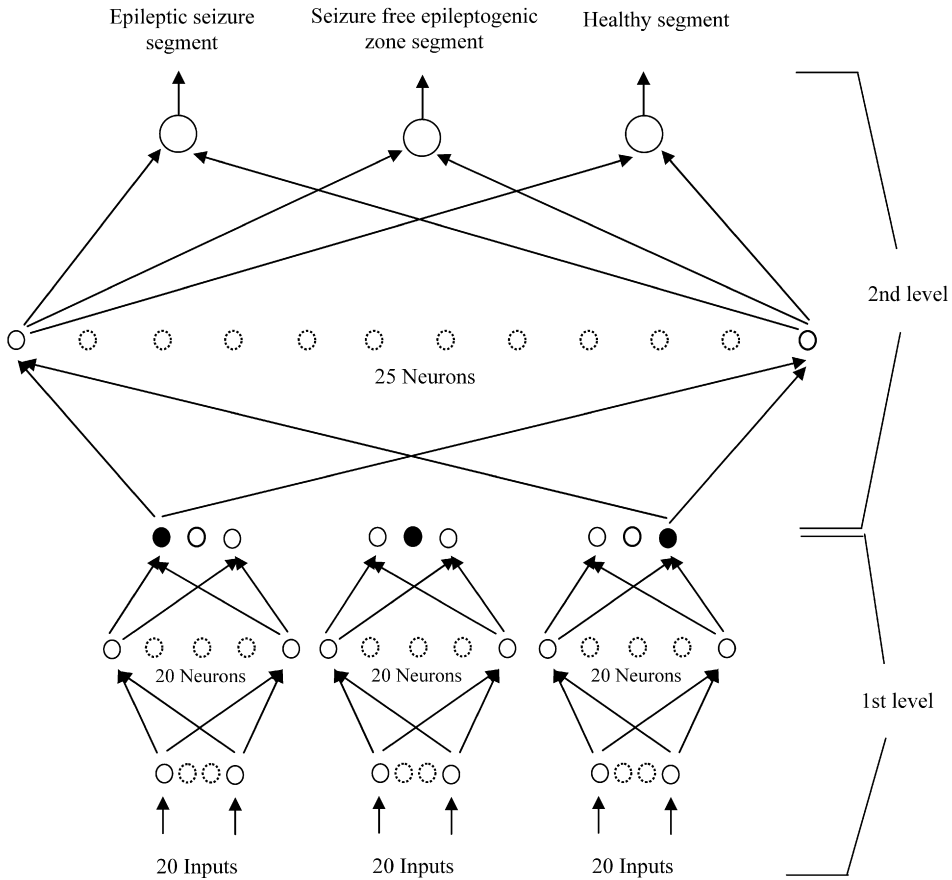 Epileptic seizure
segment
Seizure free epileptogenic
zone segment
Healthy segment
2nd level
25 Neurons
20 Neurons
20 Neurons
20 Neurons
1st level
20 Inputs
20 Inputs
20 Inputs